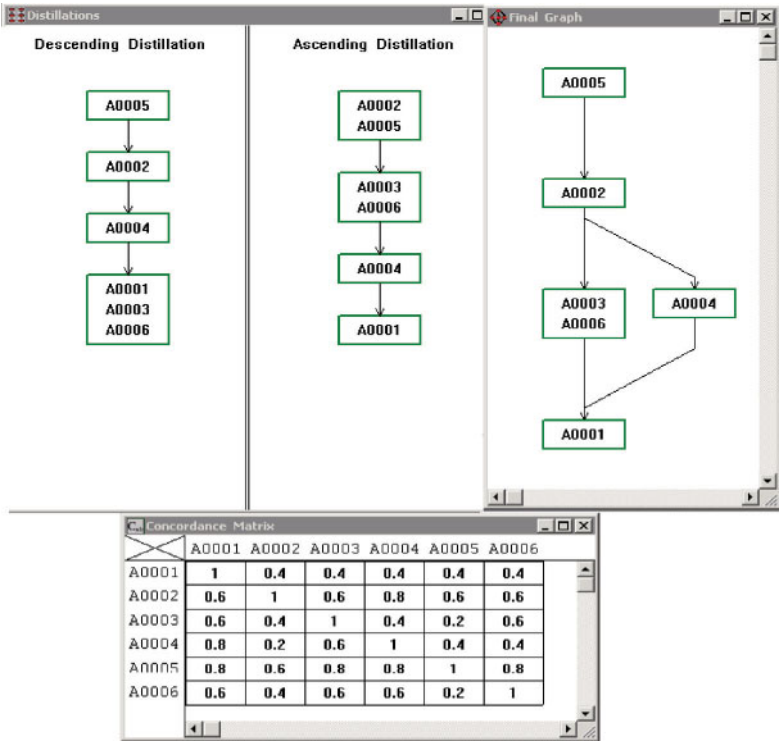 Distillations
Descending Distillation
A0005
A0002
A0004
A0001
A0003
A0006
Ascending Distillation
A0002
A0005
A0003
A0006
A0004
A0001
Final Graph
A0005
A0002
A0003
A0006
A0004
A0001
Concordance Matrix
A0001 A0002 A0003 A0004 A0005 A0006
A0001 1 0.4 0.4 0.4 0.4 0.4
A0002 0.6 1 0.6 0.8 0.6 0.6
A0003 0.6 0.4 1 0.4 0.2 0.6
A0004 0.8 0.2 0.6 1 0.4 0.4
A0005 0.8 0.6 0.8 0.8 1 0.8
A0006 0.6 0.4 0.6 0.6 0.2 1